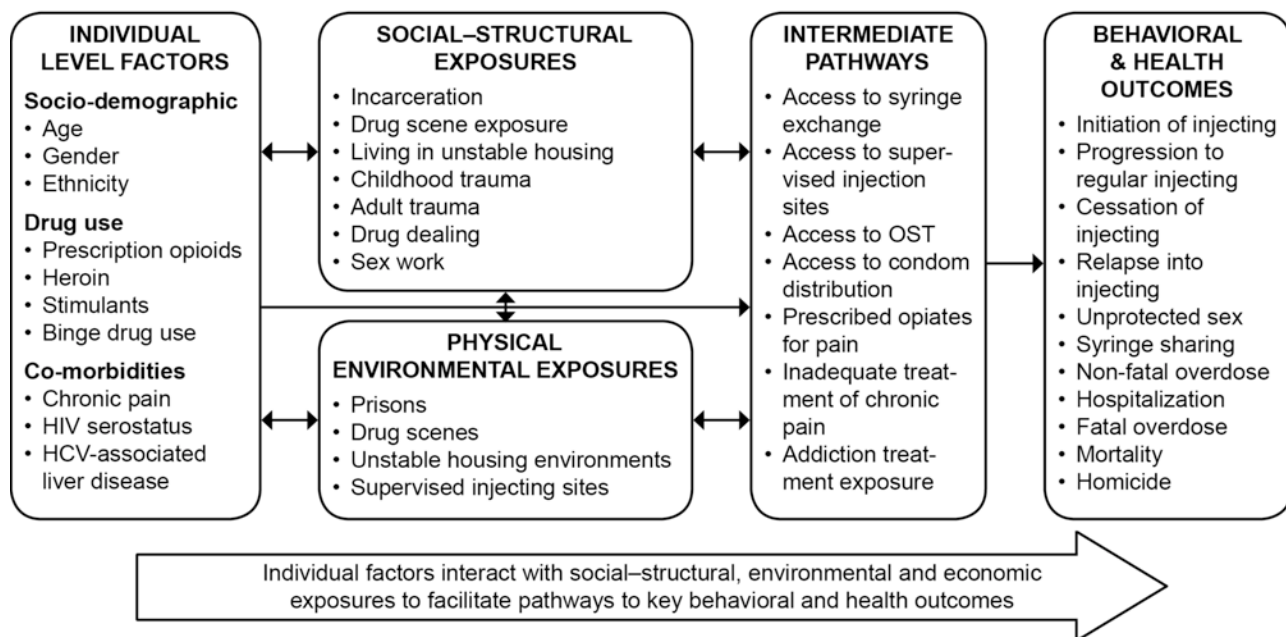 INDIVIDUAL
LEVEL FACTORS
Socio-demographic
• Age
• Gender
• Ethnicity
Drug use
• Prescription opioids
• Heroin
• Stimulants
• Binge drug use
Co-morbidities
• Chronic pain
• HIV serostatus
• HCV-associated
liver disease
SOCIAL–STRUCTURAL
EXPOSURES
• Incarceration
• Drug scene exposure
• Living in unstable housing
• Childhood trauma
• Adult trauma
• Drug dealing
• Sex work
PHYSICAL
ENVIRONMENTAL EXPOSURES
• Prisons
• Drug scenes
• Unstable housing environments
• Supervised injecting sites
INTERMEDIATE
PATHWAYS
• Access to syringe
exchange
• Access to super-
vised injection
sites
• Access to OST
• Access to condom
distribution
• Prescribed opiates
for pain
• Inadequate treat-
ment of chronic
pain
• Addiction treat-
ment exposure
BEHAVIORAL
& HEALTH
OUTCOMES
• Initiation of injecting
• Progression to
regular injecting
• Cessation of
injecting
• Relapse into
injecting
• Unprotected sex
• Syringe sharing
• Non-fatal overdose
• Hospitalization
• Fatal overdose
• Mortality
• Homicide
Individual factors interact with social–structural, environmental and economic
exposures to facilitate pathways to key behavioral and health outcomes